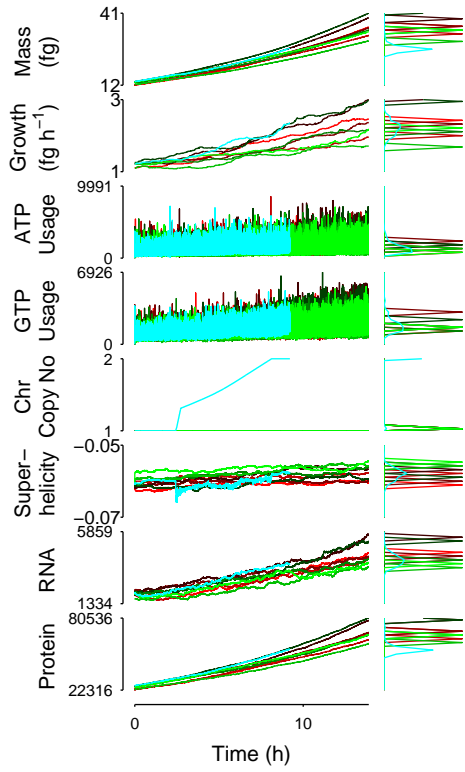 Mass
(fg)
41
12
Growth
(fg h⁻¹)
3
1
ATP
Usage
9991
0
GTP
Usage
6926
0
Chr
Copy No
2
1
Super−
helicity
−0.05
−0.07
RNA
5859
1334
Protein
80536
22316
0 10
Time (h)